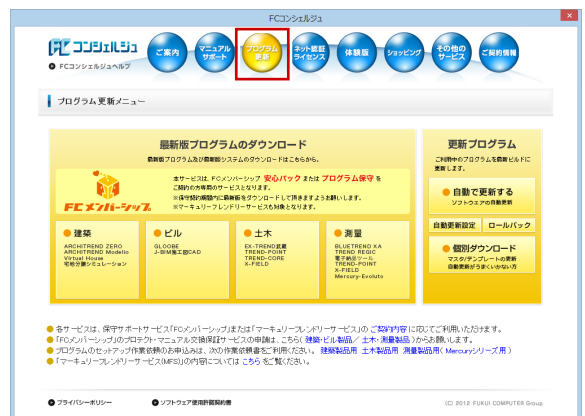 FCコンシェルジュ
FC コンシェルジュ
FCコンシェルジュヘルプ
ご案内
マニュアル
サポート
プログラム
更新
ネット認証
ライセンス
体験版
ショッピング
その他の
サービス
ご契約情報
プログラム更新メニュー
最新版プログラムのダウンロード
最新版プログラム及び最新版システムのダウンロードはこちらから。
FCメンバーシップ
本サービスは、FCメンバーシップ 安心パック または プログラム保守 を
ご契約の方専用のサービスとなります。
※保守契約期間内に最新版をダウンロードして頂きますようお願いします。
※マーキュリーフレンドリーサービスも対象となります。
建築
ARCHITREND ZERO
ARCHITREND Modelio
Virtual House
宅地分譲シミュレーション
ビル
GLOOBE
J-BIM施工図CAD
土木
EX-TREND武蔵
TREND-POINT
TREND-CORE
X-FIELD
測量
BLUETREND XA
TREND REGIC
電子納品ツール
TREND-POINT
X-FIELD
Mercury-Evoluto
更新プログラム
ご利用中のプログラムを最新ビルドに
更新します。
自動で更新する
ソフトウェアの自動更新
自動更新設定 ロールバック
個別ダウンロード
マスタ/テンプレートの更新
自動更新がうまくいかない方
各サービスは、保守サポートサービス「FCメンバーシップ」または「マーキュリーフレンドリーサービス」の ご契約内容 に応じてご利用いただけます。
「FCメンバーシップ」のプロテクト・マニュアル交換保証サービスの申請は、こちら( 建築・ビル製品 / 土木・測量製品 )からお願いします。
プログラムのセットアップ作業依頼のお申込みは、次の作業依頼書をご利用ください。 建築製品用 土木製品用 測量製品用( Mercuryシリーズ用 )
「マーキュリーフレンドリーサービス(MFS)」の内容については こちら をご覧ください。
プライバシーポリシー ソフトウェア使用許諾契約書
(C) 2012 FUKUI COMPUTER Group